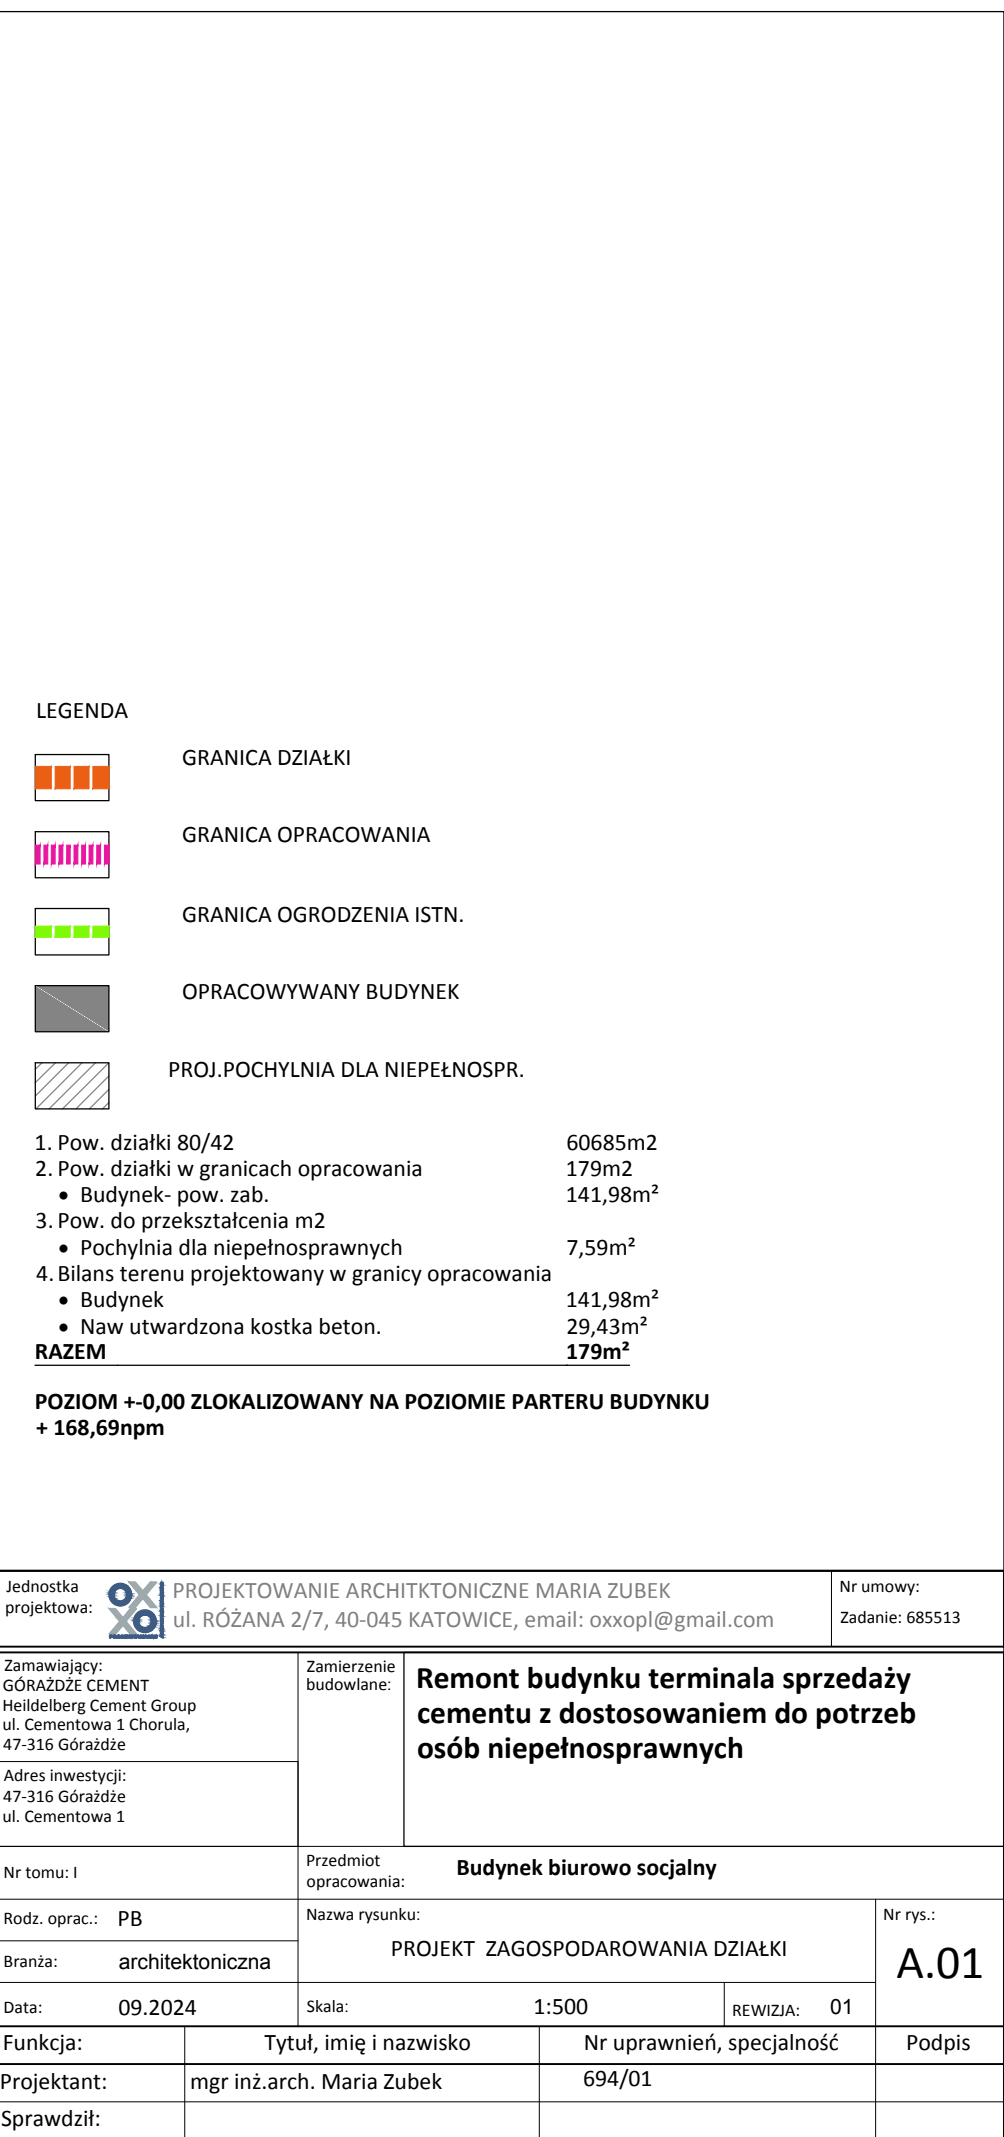 LEGENDA
GRANICA DZIAŁKI
GRANICA OPRACOWANIA
GRANICA OGRODZENIA ISTN.
OPRACOWYWANY BUDYNEK
PROJ.POCHYLNIA DLA NIEPEŁNOSPR.
1. Pow. działki 80/42 60685m2
2. Pow. działki w granicach opracowania 179m2
• Budynek- pow. zab. 141,98m²
3. Pow. do przekształcenia m2
• Pochylnia dla niepełnosprawnych 7,59m²
4. Bilans terenu projektowany w granicy opracowania
• Budynek 141,98m²
• Naw utwardzona kostka beton. 29,43m²
RAZEM 179m²
POZIOM +-0,00 ZLOKALIZOWANY NA POZIOMIE PARTERU BUDYNKU
+ 168,69npm
Jednostka
projektowa:
OXXO
PROJEKTOWANIE ARCHITKTONICZNE MARIA ZUBEK
ul. RÓŻANA 2/7, 40-045 KATOWICE, email: oxxopl@gmail.com
Nr umowy:
Zadanie: 685513
Zamawiający:
GÓRAŻDŻE CEMENT
Heildelberg Cement Group
ul. Cementowa 1 Chorula,
47-316 Górażdże
Zamierzenie
budowlane:
Remont budynku terminala sprzedaży
cementu z dostosowaniem do potrzeb
osób niepełnosprawnych
Adres inwestycji:
47-316 Górażdże
ul. Cementowa 1
Nr tomu: I
Przedmiot
opracowania:
Budynek biurowo socjalny
Rodz. oprac.: PB
Nazwa rysunku:
PROJEKT ZAGOSPODAROWANIA DZIAŁKI
Nr rys.:
A.01
Branża: architektoniczna
Data: 09.2024
Skala: 1:500
REWIZJA: 01
Funkcja: Tytuł, imię i nazwisko Nr uprawnień, specjalność Podpis
Projektant: mgr inż.arch. Maria Zubek 694/01
Sprawdził: